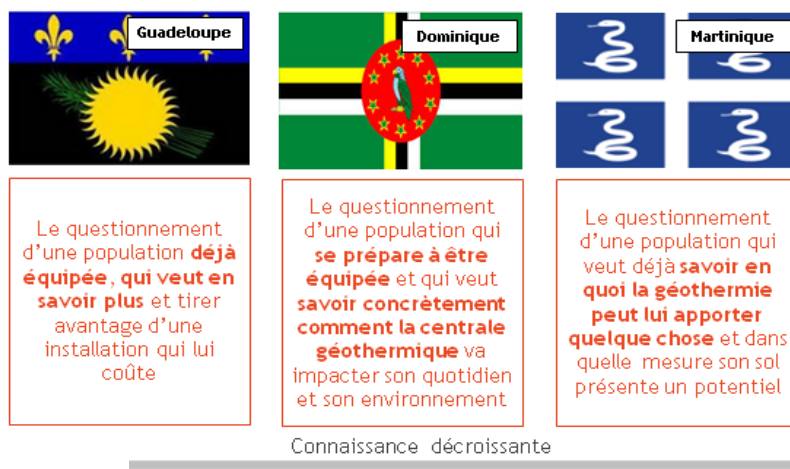 Guadeloupe
Dominique
Martinique
Le questionnement
d'une population déjà
équipée, qui veut en
savoir plus et tirer
avantage d'une
installation qui lui
coûte
Le questionnement
d'une population qui
se prépare à être
équipée et qui veut
savoir concrètement
comment la centrale
géothermique va
impacter son quotidien
et son environnement
Le questionnement
d'une population qui
veut déjà savoir en
quoi la géothermie
peut lui apporter
quelque chose et dans
quelle mesure son sol
présente un potentiel
Connaissance décroissante